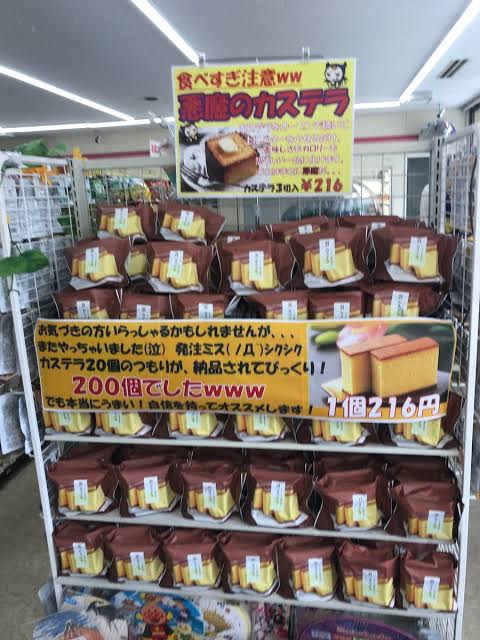 食べすぎ注意ww
悪魔のカステラ
カステラ3切入 ¥216
お気づきの方いらっしゃるかもしれませんが、、、
またやっちゃいました(泣) 発注ミス(ﾉД`)シクシク
カステラ20個のつもりが、納品されてびっくり!
200個でしたwww
でも本当にうまい!自信を持ってオススメします!
1個216円